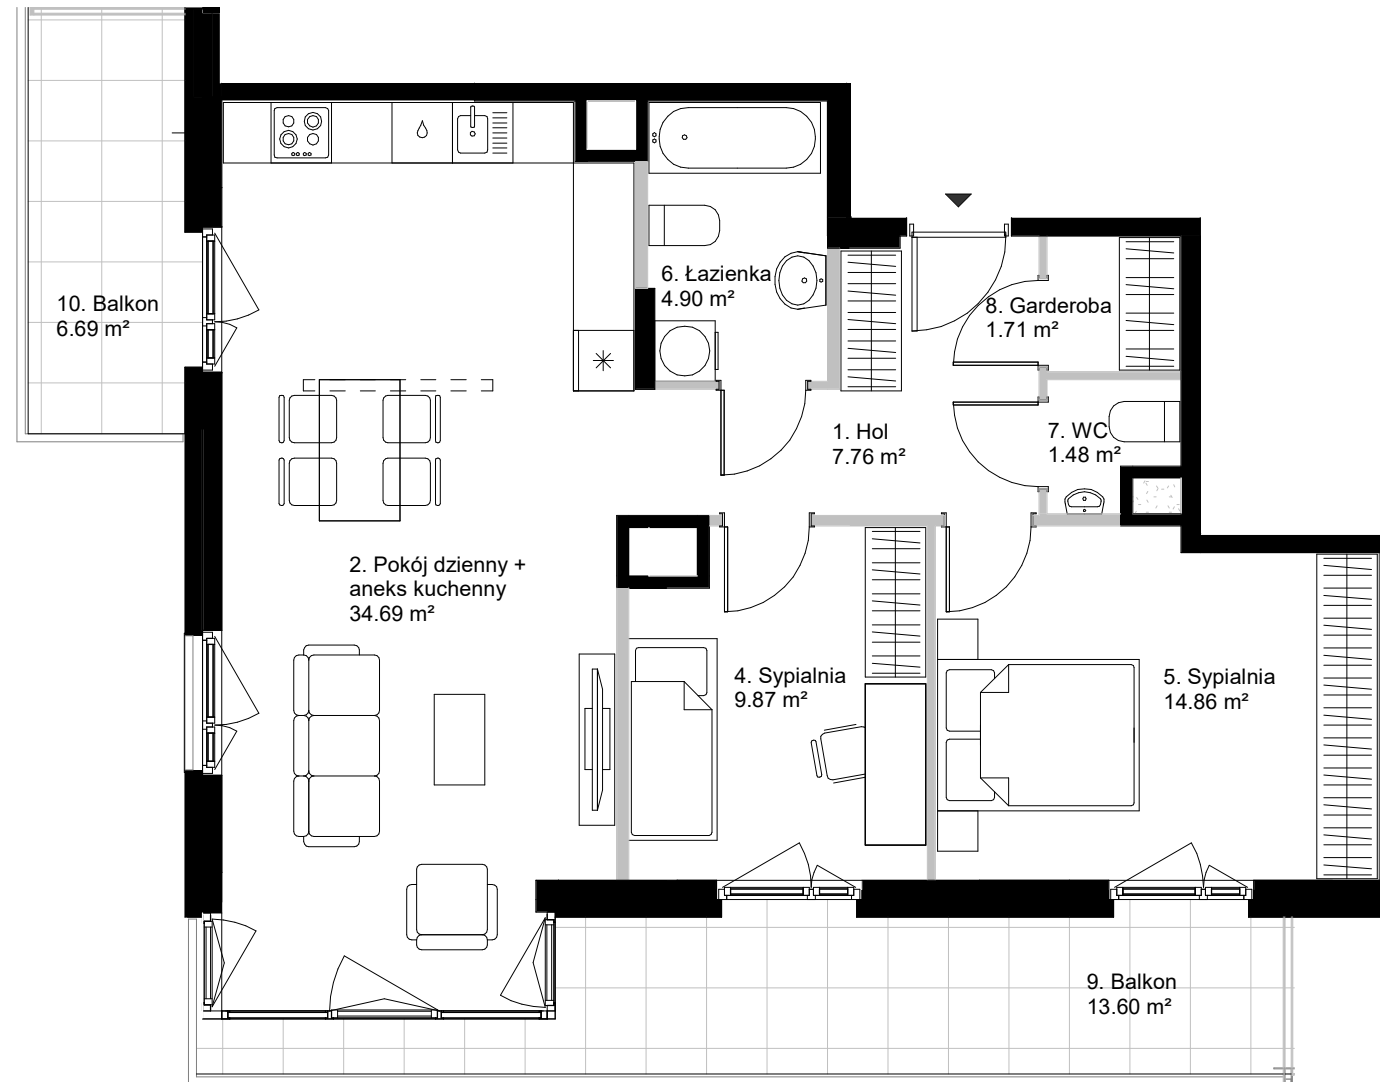 10. Balkon
6.69 m²
6. Łazienka
4.90 m²
8. Garderoba
1.71 m²
1. Hol
7.76 m²
7. WC
1.48 m²
2. Pokój dzienny +
aneks kuchenny
34.69 m²
4. Sypialnia
9.87 m²
5. Sypialnia
14.86 m²
9. Balkon
13.60 m²